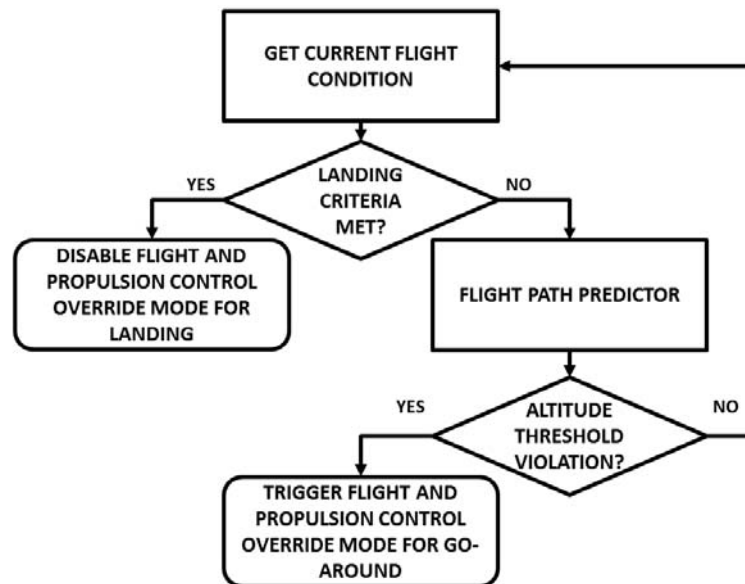 GET CURRENT FLIGHT
CONDITION
YES
LANDING
CRITERIA
MET?
NO
DISABLE FLIGHT AND
PROPULSION CONTROL
OVERRIDE MODE FOR
LANDING
FLIGHT PATH PREDICTOR
YES
ALTITUDE
THRESHOLD
VIOLATION?
NO
TRIGGER FLIGHT AND
PROPULSION CONTROL
OVERRIDE MODE FOR GO-
AROUND